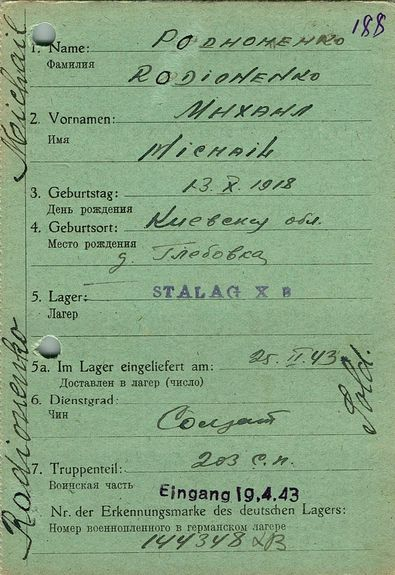 188
1. Name: РОДИОНЕНКО
Фамилия
RODIONENKO
2. Vornamen: Михаил
Имя
Michail
3. Geburtstag: 13. X. 1918
День рождения
4. Geburtsort: Киевская обл.
Место рождения
д. Глебовка
5. Lager: STALAG X B
Лагерь
5a. Im Lager eingeliefert am: 25. II. 43
Доставлен в лагерь (число)
6. Dienstgrad:
Чин
Солдат
Sold.
7. Truppenteil: 203 с.п.
Воинская часть
Eingang 19.4.43
Nr. der Erkennungsmarke des deutschen Lagers:
Номер военнопленного в германском лагере
144348 XB
Rodionenko Michail